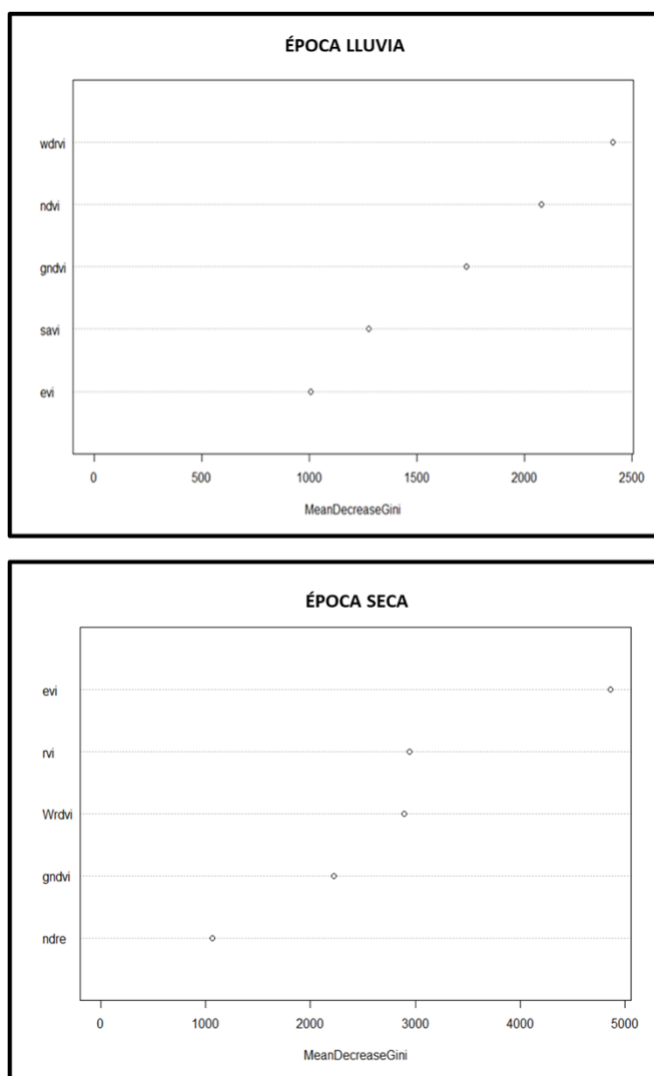 ÉPOCA LLUVIA
wdrvi
ndvi
gndvi
savi
evi
0 500 1000 1500 2000 2500
MeanDecreaseGini
ÉPOCA SECA
evi
rvi
Wrdvi
gndvi
ndre
0 1000 2000 3000 4000 5000
MeanDecreaseGini